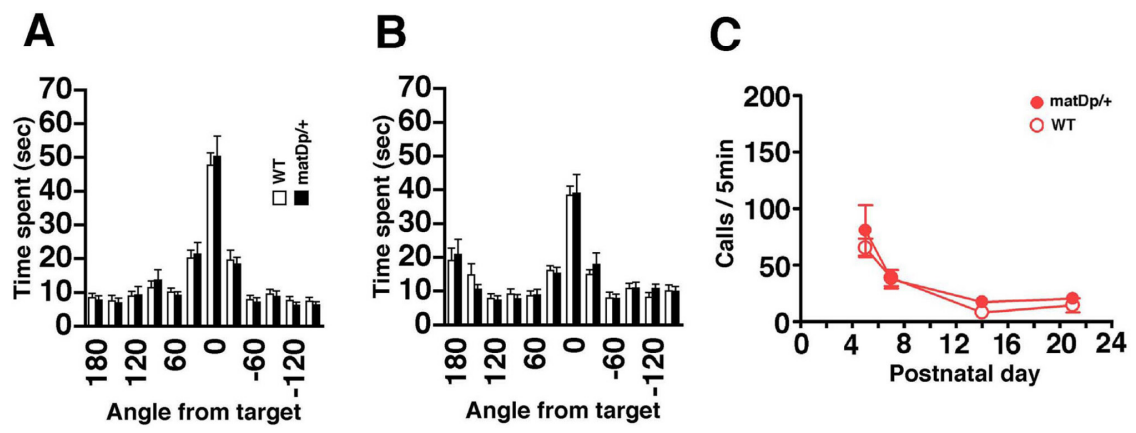 A
Time spent (sec)
70
60
50
40
30
20
10
0
WT
matDp/+
180
120
60
0
-60
-120
Angle from target
B
Time spent (sec)
70
60
50
40
30
20
10
0
180
120
60
0
-60
-120
Angle from target
C
Calls / 5min
200
150
100
50
0
matDp/+
WT
0 4 8 12 16 20 24
Postnatal day